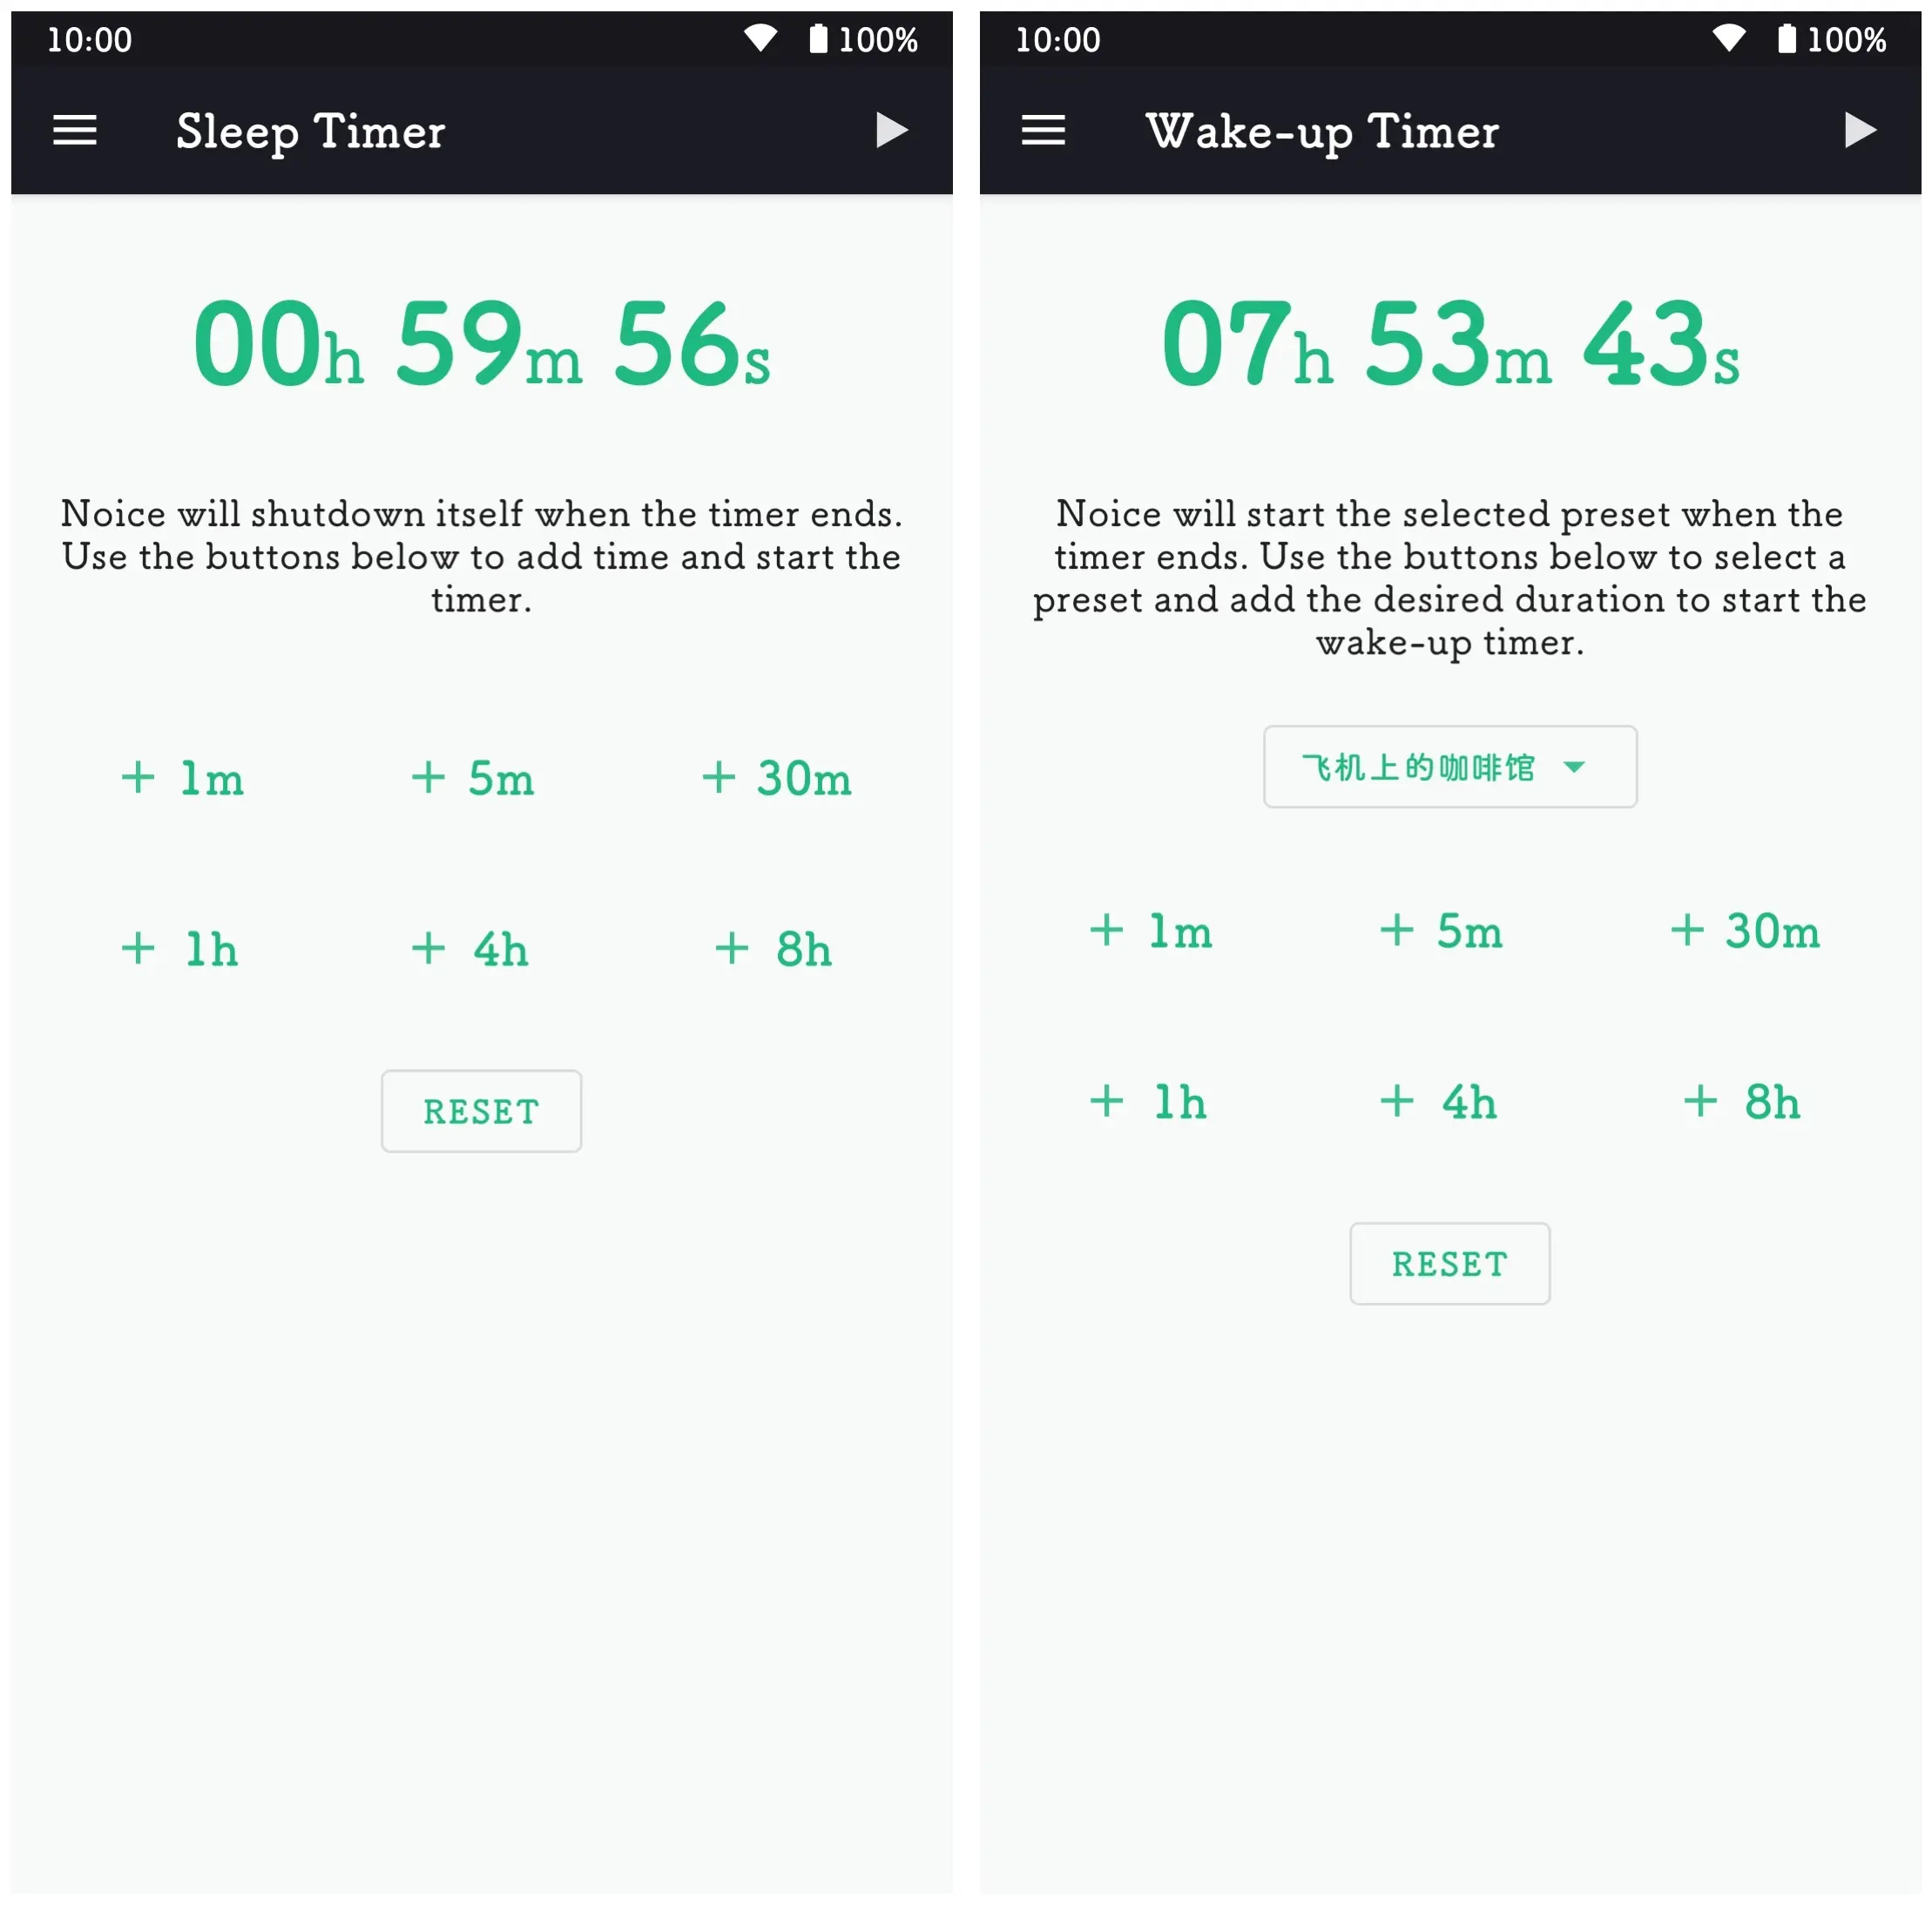 10:00 100%
Sleep Timer
00h 59m 56s
Noice will shutdown itself when the timer ends.
Use the buttons below to add time and start the
timer.
+ 1m + 5m + 30m
+ 1h + 4h + 8h
RESET
10:00 100%
Wake-up Timer
07h 53m 43s
Noice will start the selected preset when the
timer ends. Use the buttons below to select a
preset and add the desired duration to start the
wake-up timer.
飞机上的咖啡馆
+ 1m + 5m + 30m
+ 1h + 4h + 8h
RESET